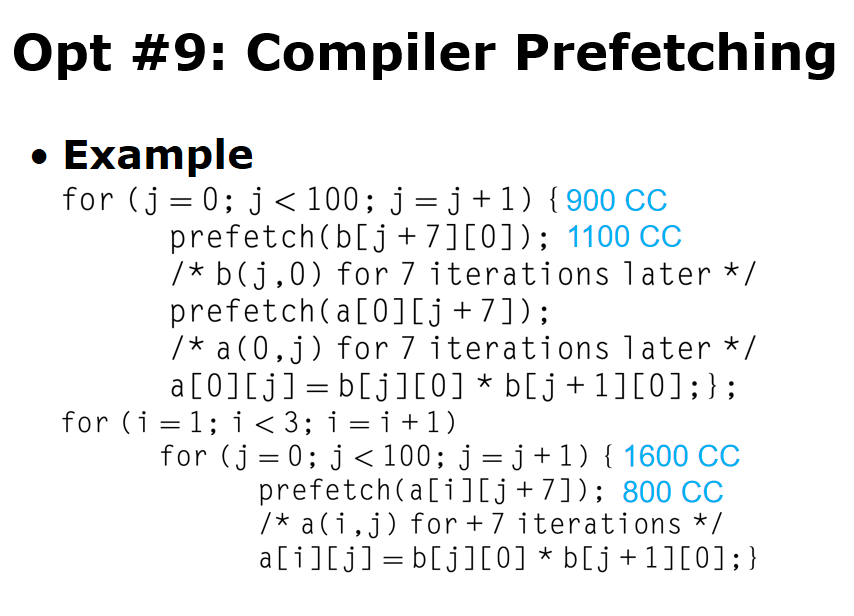 Opt #9: Compiler Prefetching
• Example
for (j = 0; j < 100; j = j + 1) { 900 CC
prefetch(b[j + 7][0]); 1100 CC
/* b(j,0) for 7 iterations later */
prefetch(a[0][j + 7]);
/* a(0,j) for 7 iterations later */
a[0][j] = b[j][0] * b[j + 1][0];};
for (i = 1; i < 3; i = i + 1)
for (j = 0; j < 100; j = j + 1) { 1600 CC
prefetch(a[i][j + 7]); 800 CC
/* a(i,j) for + 7 iterations */
a[i][j] = b[j][0] * b[j + 1][0];}